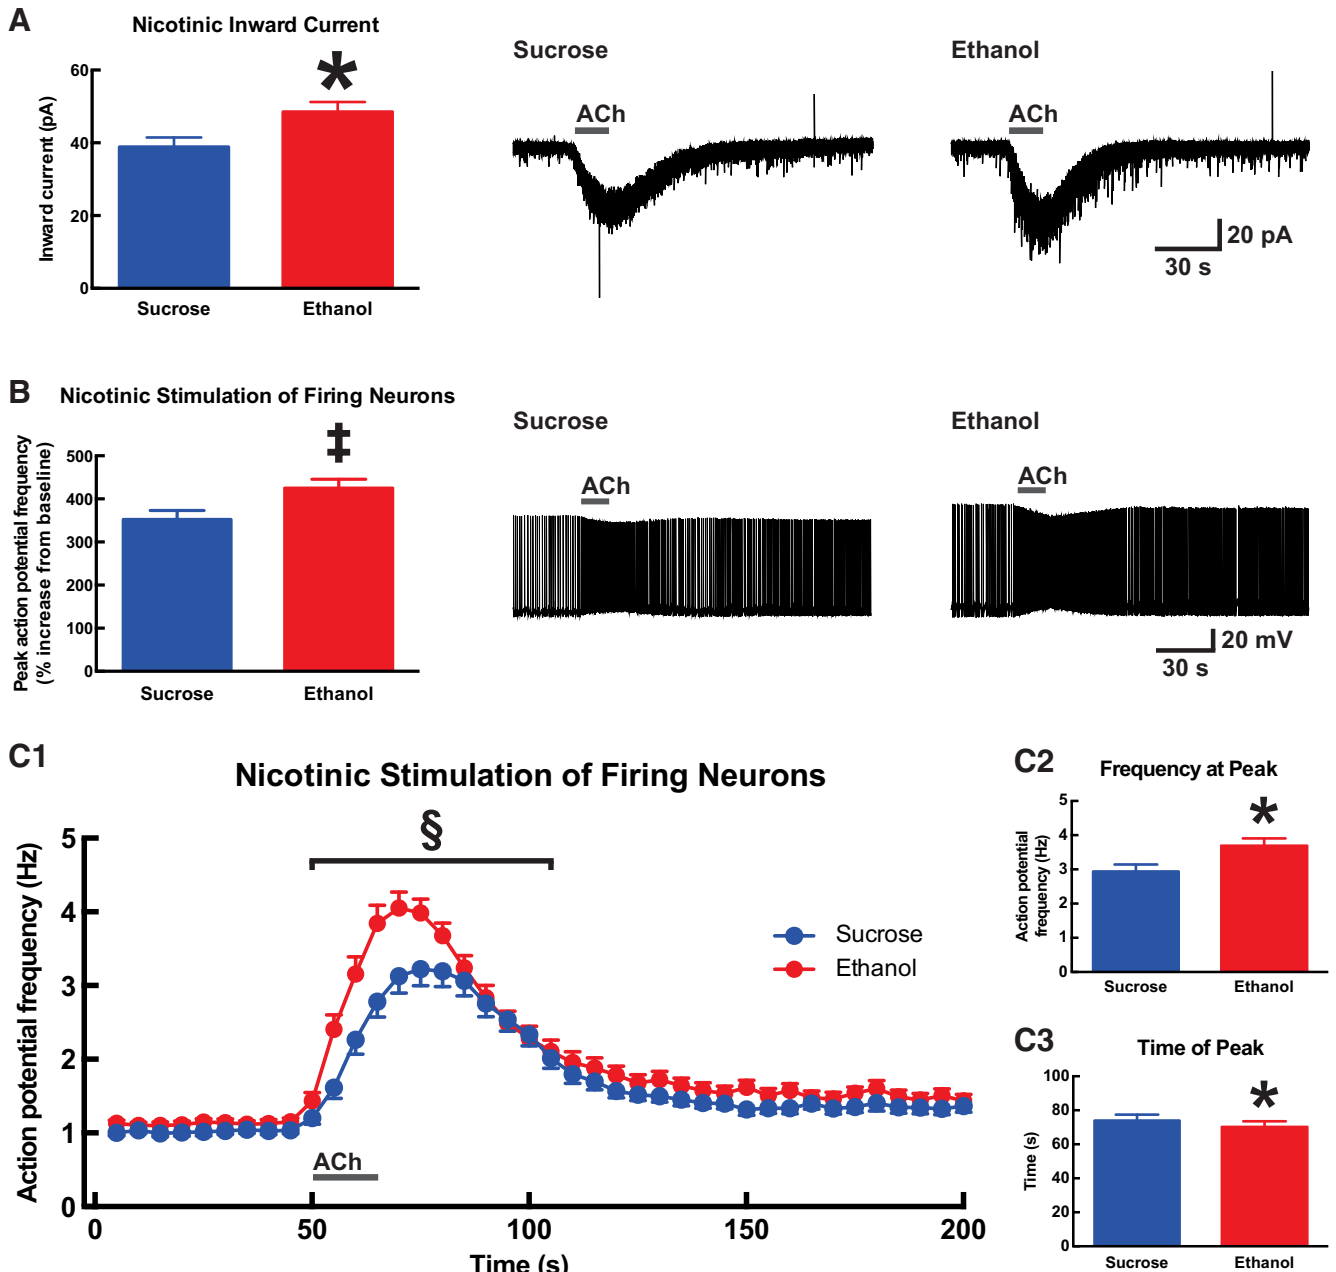 A
Nicotinic Inward Current
Inward current (pA)
60
40
20
0
Sucrose
Ethanol
*
Sucrose
ACh
Ethanol
ACh
20 pA
30 s
B
Nicotinic Stimulation of Firing Neurons
Peak action potential frequency
(% increase from baseline)
500
400
300
200
100
0
Sucrose
Ethanol
‡
Sucrose
ACh
Ethanol
ACh
20 mV
30 s
C1
Nicotinic Stimulation of Firing Neurons
Action potential frequency (Hz)
5
4
3
2
1
0
§
Sucrose
Ethanol
ACh
0
50
100
150
200
Time (s)
C2
Frequency at Peak
Action potential
frequency (Hz)
5
4
3
2
1
0
*
Sucrose
Ethanol
C3
Time of Peak
Time (s)
100
80
60
40
20
0
*
Sucrose
Ethanol